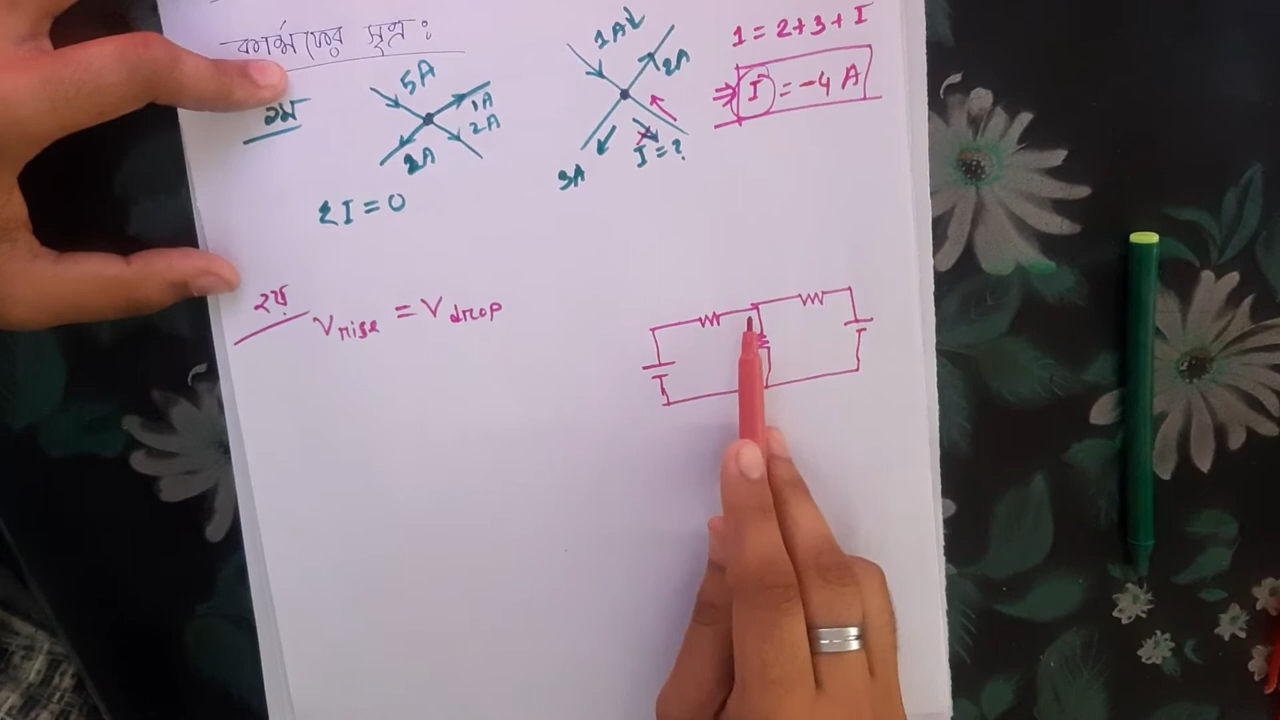 কার্শফের সূত্র :
১ম
5A
1A
2A
2A
ΣI = 0
1A
2A
3A
I = ?
1 = 2 + 3 + I
⇒ I = -4 A
২য়
V rise = V drop